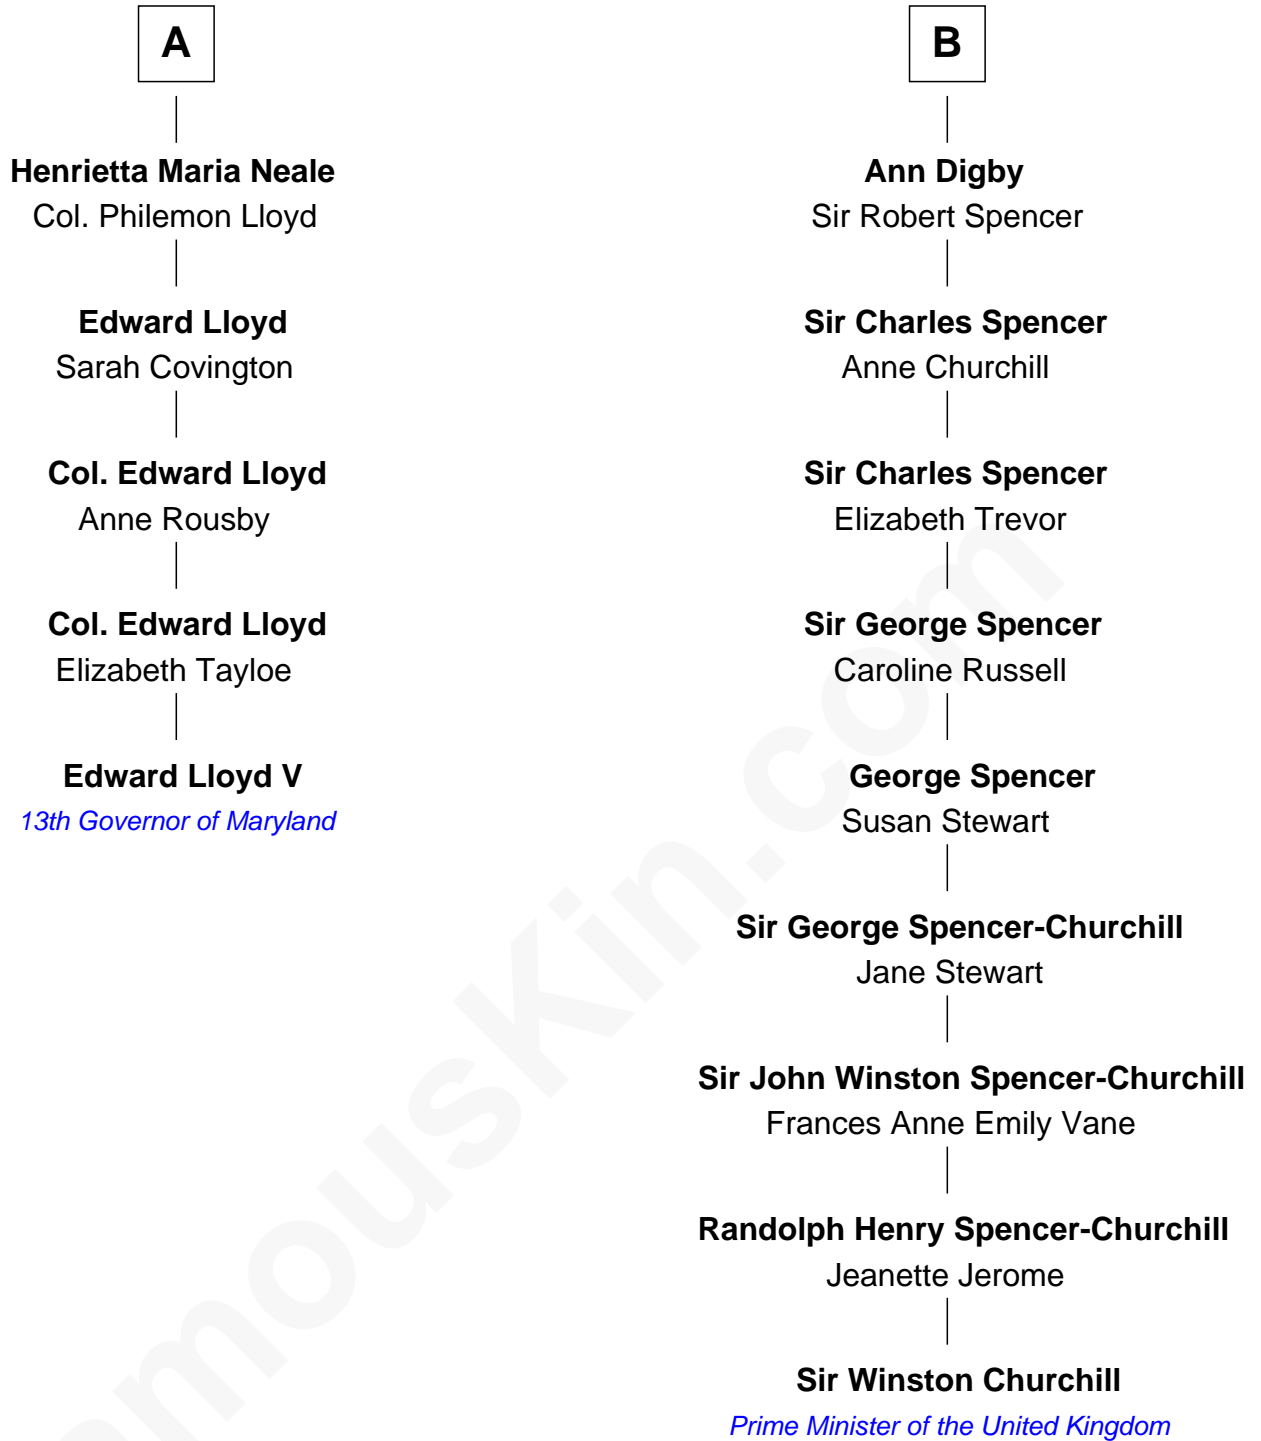 A
Henrietta Maria Neale
Col. Philemon Lloyd
Edward Lloyd
Sarah Covington
Col. Edward Lloyd
Anne Rousby
Col. Edward Lloyd
Elizabeth Tayloe
Edward Lloyd V
13th Governor of Maryland
B
Ann Digby
Sir Robert Spencer
Sir Charles Spencer
Anne Churchill
Sir Charles Spencer
Elizabeth Trevor
Sir George Spencer
Caroline Russell
George Spencer
Susan Stewart
Sir George Spencer-Churchill
Jane Stewart
Sir John Winston Spencer-Churchill
Frances Anne Emily Vane
Randolph Henry Spencer-Churchill
Jeanette Jerome
Sir Winston Churchill
Prime Minister of the United Kingdom
amousKin.com